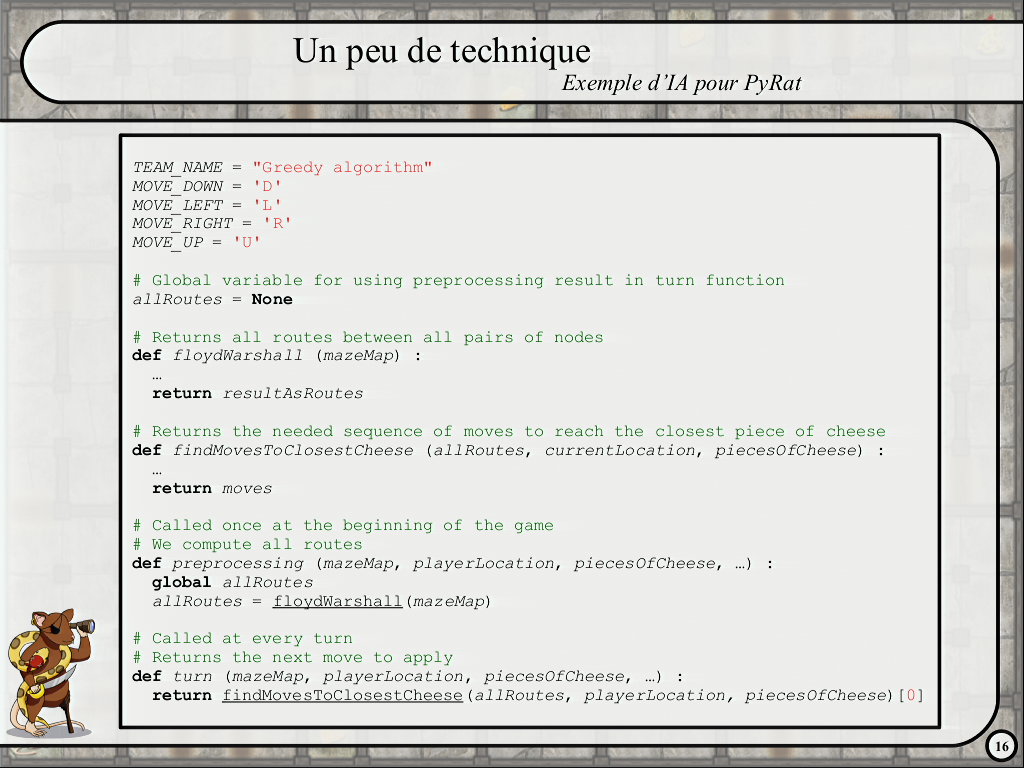 Un peu de technique
Exemple d’IA pour PyRat
TEAM_NAME = "Greedy algorithm"
MOVE_DOWN = 'D'
MOVE_LEFT = 'L'
MOVE_RIGHT = 'R'
MOVE_UP = 'U'
# Global variable for using preprocessing result in turn function
allRoutes = None
# Returns all routes between all pairs of nodes
def floydWarshall (mazeMap) :
…
return resultAsRoutes
# Returns the needed sequence of moves to reach the closest piece of cheese
def findMovesToClosestCheese (allRoutes, currentLocation, piecesOfCheese) :
…
return moves
# Called once at the beginning of the game
# We compute all routes
def preprocessing (mazeMap, playerLocation, piecesOfCheese, …) :
global allRoutes
allRoutes = floydWarshall(mazeMap)
# Called at every turn
# Returns the next move to apply
def turn (mazeMap, playerLocation, piecesOfCheese, …) :
return findMovesToClosestCheese(allRoutes, playerLocation, piecesOfCheese)[0]
16